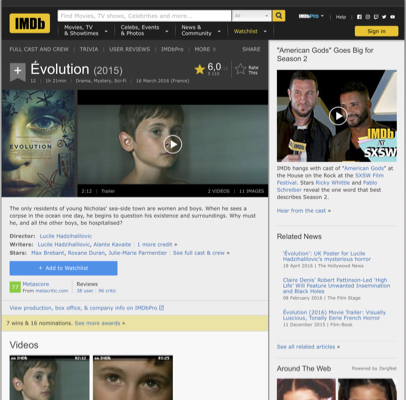 IMDb
Find Movies, TV shows, Celebrities and more...
All
IMDbPro
Help
Movies, TV & Showtimes
Celebs, Events & Photos
News & Community
Watchlist
Sign in
FULL CAST AND CREW | TRIVIA | USER REVIEWS | IMDbPro | MORE
SHARE
Évolution (2015)
6,0
Rate This
12 | 1h 21min | Drama, Mystery, Sci-Fi | 16 March 2016 (France)
EVOLUTION
2:12 | Trailer
2 VIDEOS | 11 IMAGES
The only residents of young Nicholas' sea-side town are women and boys. When he sees a
corpse in the ocean one day, he begins to question his existence and surroundings. Why must
he, and all the other boys, be hospitalised?
Director: Lucile Hadzihalilovic
Writers: Lucile Hadzihalilovic, Alante Kavaite | 1 more credit »
Stars: Max Brebant, Roxane Duran, Julie-Marie Parmentier | See full cast & crew »
+ Add to Watchlist
77
Metascore
From metacritic.com
Reviews
38 user | 96 critic
View production, box office, & company info on IMDbPro
7 wins & 16 nominations. See more awards »
Videos
02:12
01:25
"American Gods" Goes Big for
Season 2
IMDb
at
SXSW
IMDb hangs with cast of "American Gods" at
the House on the Rock at the SXSW Film
Festival. Stars Ricky Whittle and Pablo
Schreiber reveal the one word that best
describes Season 2.
Hear from the cast »
Related News
'Évolution': UK Poster for Lucile
Hadzihalilovic's mysterious horror
19 April 2016 | The Hollywood News
Claire Denis' Robert Pattinson-Led 'High
Life' Will Feature Unwanted Insemination
and Black Holes
09 February 2016 | The Film Stage
Évolution (2016) Movie Trailer: Visually
Luscious, Tonally Eerie French Horror
11 December 2015 | Film-Book
See all related articles »
Around The Web
Powered by ZergNet